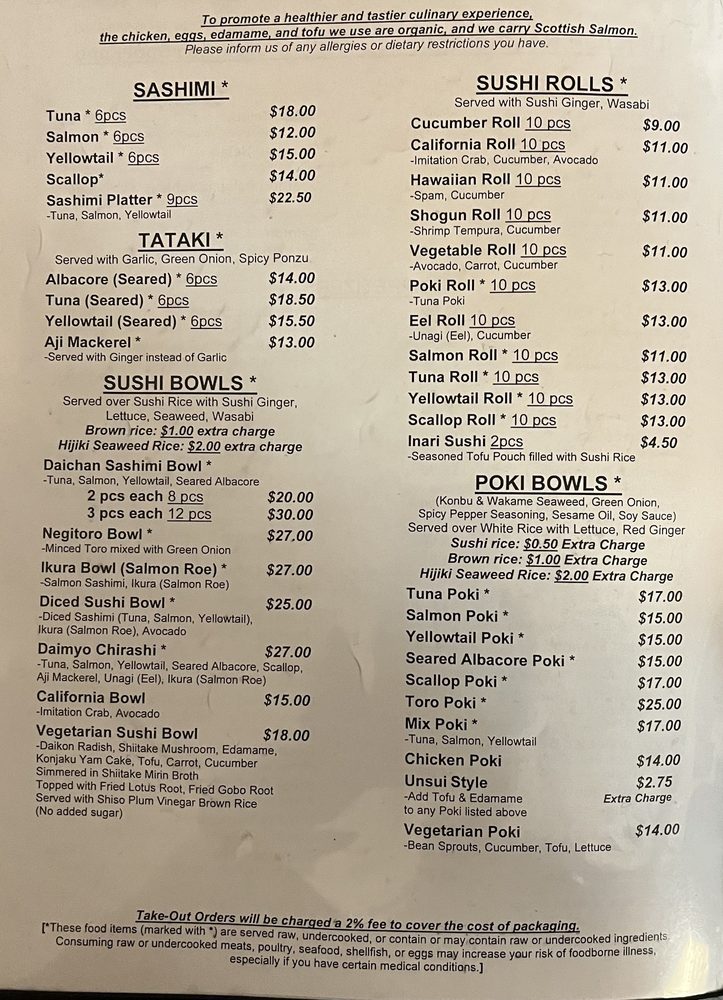 To promote a healthier and tastier culinary experience,
the chicken, eggs, edamame, and tofu we use are organic, and we carry Scottish Salmon.
Please inform us of any allergies or dietary restrictions you have.
SASHIMI *
Tuna * 6pcs $18.00
Salmon * 6pcs $12.00
Yellowtail * 6pcs $15.00
Scallop* $14.00
Sashimi Platter * 9pcs $22.50
-Tuna, Salmon, Yellowtail
TATAKI *
Served with Garlic, Green Onion, Spicy Ponzu
Albacore (Seared) * 6pcs $14.00
Tuna (Seared) * 6pcs $18.50
Yellowtail (Seared) * 6pcs $15.50
Aji Mackerel * $13.00
-Served with Ginger instead of Garlic
SUSHI BOWLS *
Served over Sushi Rice with Sushi Ginger,
Lettuce, Seaweed, Wasabi
Brown rice: $1.00 extra charge
Hijiki Seaweed Rice: $2.00 extra charge
Daichan Sashimi Bowl *
-Tuna, Salmon, Yellowtail, Seared Albacore
2 pcs each 8 pcs $20.00
3 pcs each 12 pcs $30.00
Negitoro Bowl * $27.00
-Minced Toro mixed with Green Onion
Ikura Bowl (Salmon Roe) * $27.00
-Salmon Sashimi, Ikura (Salmon Roe)
Diced Sushi Bowl * $25.00
-Diced Sashimi (Tuna, Salmon, Yellowtail),
Ikura (Salmon Roe), Avocado
Daimyo Chirashi * $27.00
-Tuna, Salmon, Yellowtail, Seared Albacore, Scallop,
Aji Mackerel, Unagi (Eel), Ikura (Salmon Roe)
California Bowl $15.00
-Imitation Crab, Avocado
Vegetarian Sushi Bowl $18.00
-Daikon Radish, Shiitake Mushroom, Edamame,
Konjaku Yam Cake, Tofu, Carrot, Cucumber
Simmered in Shiitake Mirin Broth
Topped with Fried Lotus Root, Fried Gobo Root
Served with Shiso Plum Vinegar Brown Rice
(No added sugar)
SUSHI ROLLS *
Served with Sushi Ginger, Wasabi
Cucumber Roll 10 pcs $9.00
California Roll 10 pcs $11.00
-Imitation Crab, Cucumber, Avocado
Hawaiian Roll 10 pcs $11.00
-Spam, Cucumber
Shogun Roll 10 pcs $11.00
-Shrimp Tempura, Cucumber
Vegetable Roll 10 pcs $11.00
-Avocado, Carrot, Cucumber
Poki Roll * 10 pcs $13.00
-Tuna Poki
Eel Roll 10 pcs $13.00
-Unagi (Eel), Cucumber
Salmon Roll * 10 pcs $11.00
Tuna Roll * 10 pcs $13.00
Yellowtail Roll * 10 pcs $13.00
Scallop Roll * 10 pcs $13.00
Inari Sushi 2pcs $4.50
-Seasoned Tofu Pouch filled with Sushi Rice
POKI BOWLS *
(Konbu & Wakame Seaweed, Green Onion,
Spicy Pepper Seasoning, Sesame Oil, Soy Sauce)
Served over White Rice with Lettuce, Red Ginger
Sushi rice: $0.50 Extra Charge
Brown rice: $1.00 Extra Charge
Hijiki Seaweed Rice: $2.00 Extra Charge
Tuna Poki * $17.00
Salmon Poki * $15.00
Yellowtail Poki * $15.00
Seared Albacore Poki * $15.00
Scallop Poki * $17.00
Toro Poki * $25.00
Mix Poki * $17.00
-Tuna, Salmon, Yellowtail
Chicken Poki $14.00
Unsui Style $2.75
-Add Tofu & Edamame Extra Charge
to any Poki listed above
Vegetarian Poki $14.00
-Bean Sprouts, Cucumber, Tofu, Lettuce
Take-Out Orders will be charged a 2% fee to cover the cost of packaging.
[*These food items (marked with *) are served raw, undercooked, or contain or may contain raw or undercooked ingredients.
Consuming raw or undercooked meats, poultry, seafood, shellfish, or eggs may increase your risk of foodborne illness,
especially if you have certain medical conditions.]